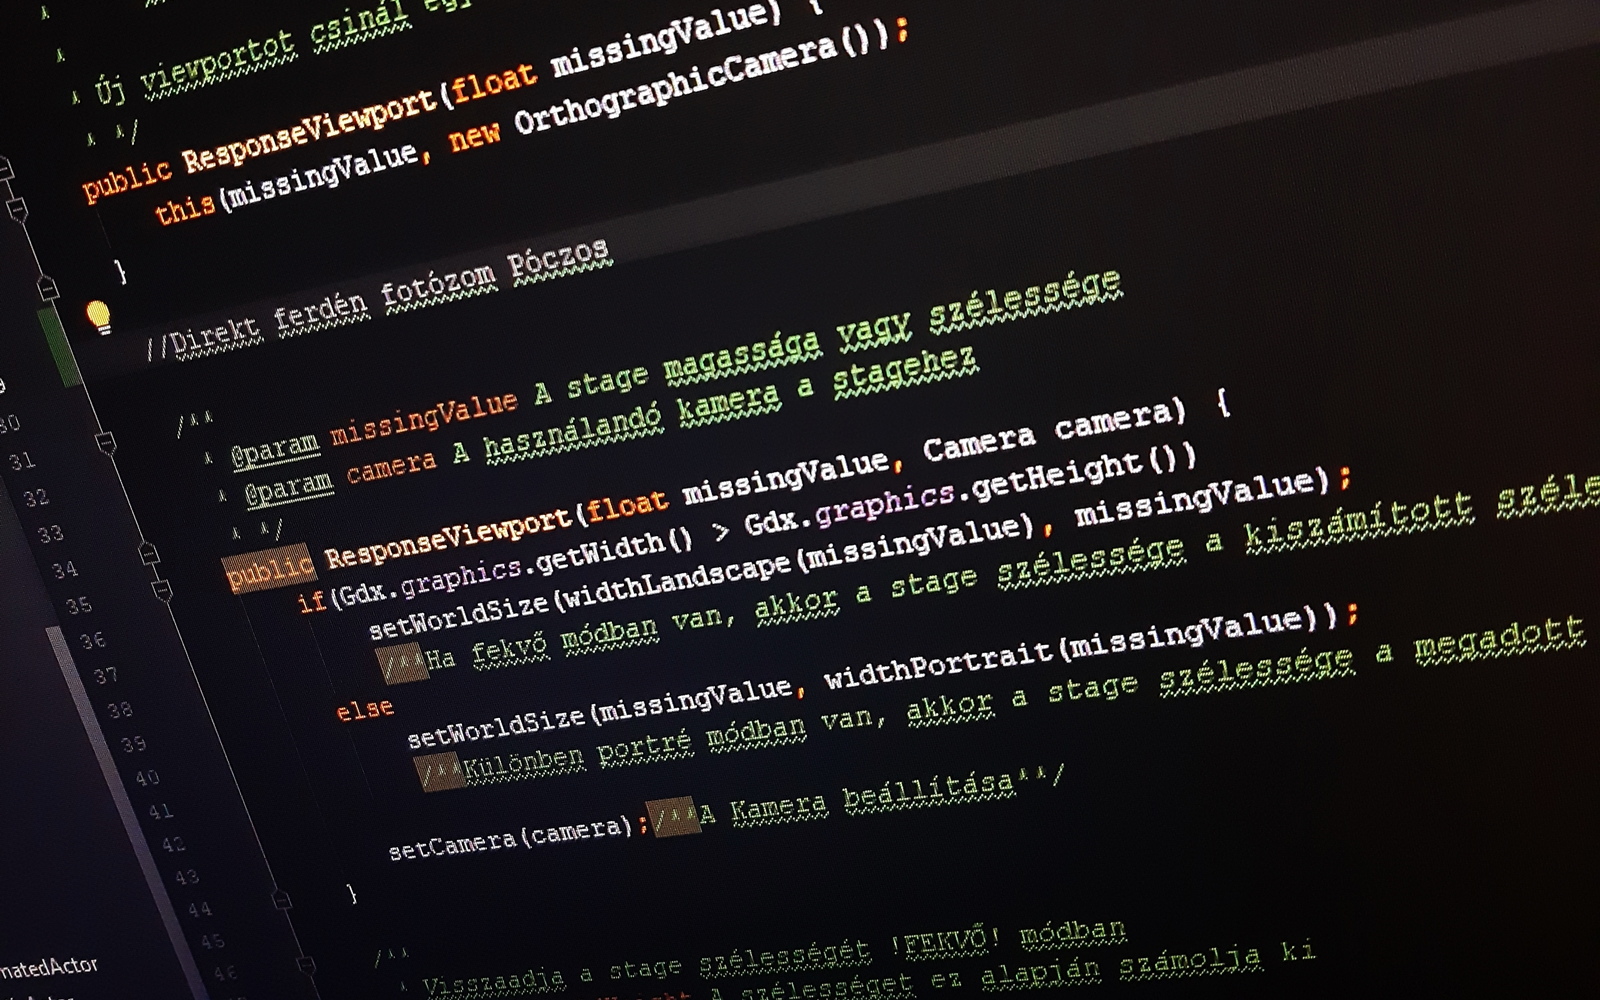 * Új viewportot csinál
* */
public ResponseViewport(float missingValue) {
this(missingValue, new OrthographicCamera());
}
//Direkt ferdén fotózom Póczos
/**
* @param missingValue A stage magassága vagy szélessége
* @param camera A használandó kamera a stagehez
* */
public ResponseViewport(float missingValue, Camera camera) {
if(Gdx.graphics.getWidth() > Gdx.graphics.getHeight())
setWorldSize(widthLandscape(missingValue), missingValue);
/**Ha fekvő módban van, akkor a stage szélessége a kiszámított széle
else
setWorldSize(missingValue, widthPortrait(missingValue));
/**Különben portré módban van, akkor a stage szélessége a megadott
setCamera(camera);/**A Kamera beállítása**/
}
/**
* Visszaadja a stage szélességét !FEKVŐ! módban
A szélességet ez alapján számolja ki
30
31
32
33
34
35
36
37
38
39
40
41
42
43
44
45
46
natedActor